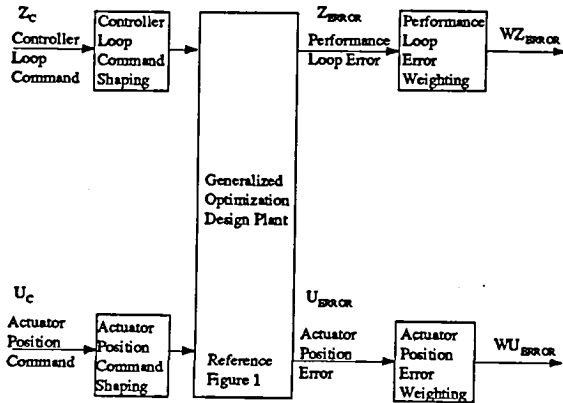 Z_C
Controller
Loop
Command
Controller
Loop
Command
Shaping
Z_ERROR
Performance
Loop Error
Performance
Loop
Error
Weighting
WZ_ERROR
Generalized
Optimization
Design Plant
U_C
Actuator
Position
Command
Actuator
Position
Command
Shaping
Reference
Figure 1
U_ERROR
Actuator
Position
Error
Actuator
Position
Error
Weighting
WU_ERROR